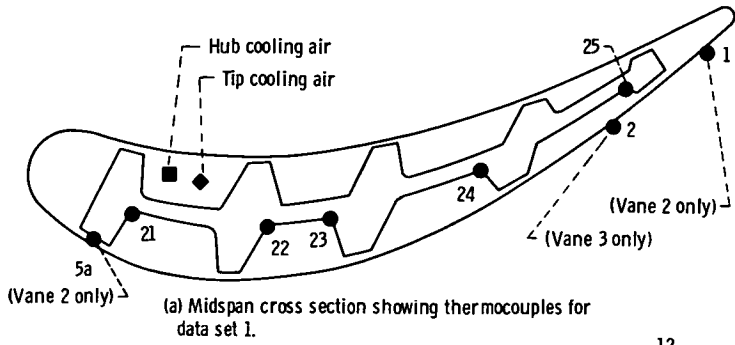 Hub cooling air
Tip cooling air
25
1
2
24
(Vane 2 only)
21
22
23
(Vane 3 only)
5a
(Vane 2 only)
(a) Midspan cross section showing thermocouples for
data set 1.
12